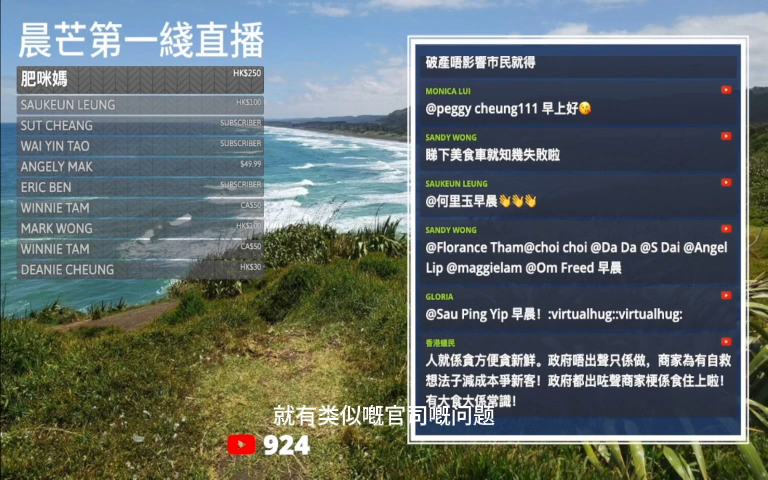 晨芒第一綫直播
肥咪媽 HK$250
SAUKEUN LEUNG HK$100
SUT CHEANG SUBSCRIBER
WAI YIN TAO SUBSCRIBER
ANGELY MAK $49.99
ERIC BEN SUBSCRIBER
WINNIE TAM CA$50
MARK WONG HK$100
WINNIE TAM CA$50
DEANIE CHEUNG HK$30
破產唔影響市民就得
MONICA LUI
@peggy cheung111 早上好😘
SANDY WONG
睇下美食車就知幾失敗啦
SAUKEUN LEUNG
@何里玉早晨👋👋👋
SANDY WONG
@Florance Tham@choi choi @Da Da @S Dai @Angel
Lip @maggielam @Om Freed 早晨
GLORIA
@Sau Ping Yip 早晨！:virtualhug::virtualhug:
香港蟻民
人就係貪方便貪新鮮。政府唔出聲只係做，商家為有自救
想法子減成本爭新客！政府都出咗聲商家梗係食住上啦！
有大食大係常識！
就有类似嘅官司嘅问题
924